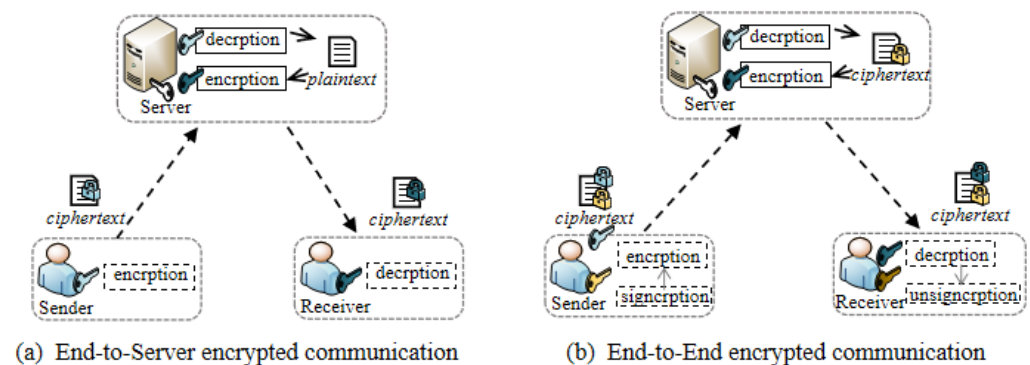 decrption
encrption
plaintext
Server
ciphertext
ciphertext
encrption
Sender
decrption
Receiver
(a) End-to-Server encrypted communication
decrption
encrption
ciphertext
Server
ciphertext
ciphertext
encrption
signcrption
Sender
decrption
unsigncrption
Receiver
(b) End-to-End encrypted communication